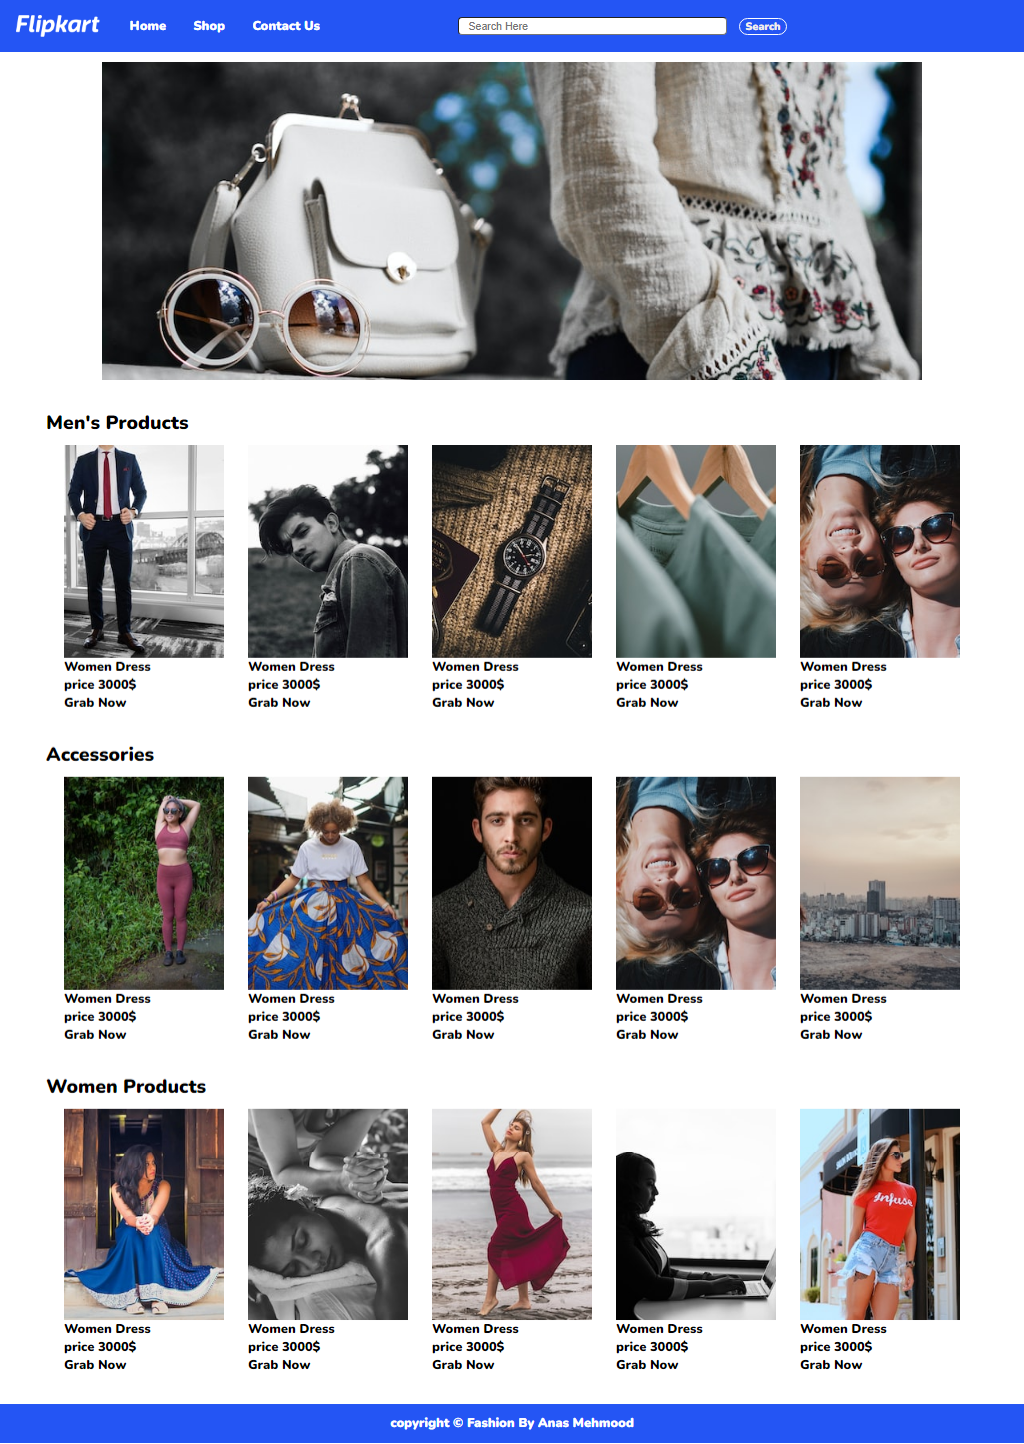 Flipkart Home Shop Contact Us Search Here Search
Men's Products
Women Dress Women Dress Women Dress Women Dress Women Dress
price 3000$ price 3000$ price 3000$ price 3000$ price 3000$
Grab Now Grab Now Grab Now Grab Now Grab Now
Accessories
Women Dress Women Dress Women Dress Women Dress Women Dress
price 3000$ price 3000$ price 3000$ price 3000$ price 3000$
Grab Now Grab Now Grab Now Grab Now Grab Now
Women Products
Infuse
Women Dress Women Dress Women Dress Women Dress Women Dress
price 3000$ price 3000$ price 3000$ price 3000$ price 3000$
Grab Now Grab Now Grab Now Grab Now Grab Now
copyright © Fashion By Anas Mehmood